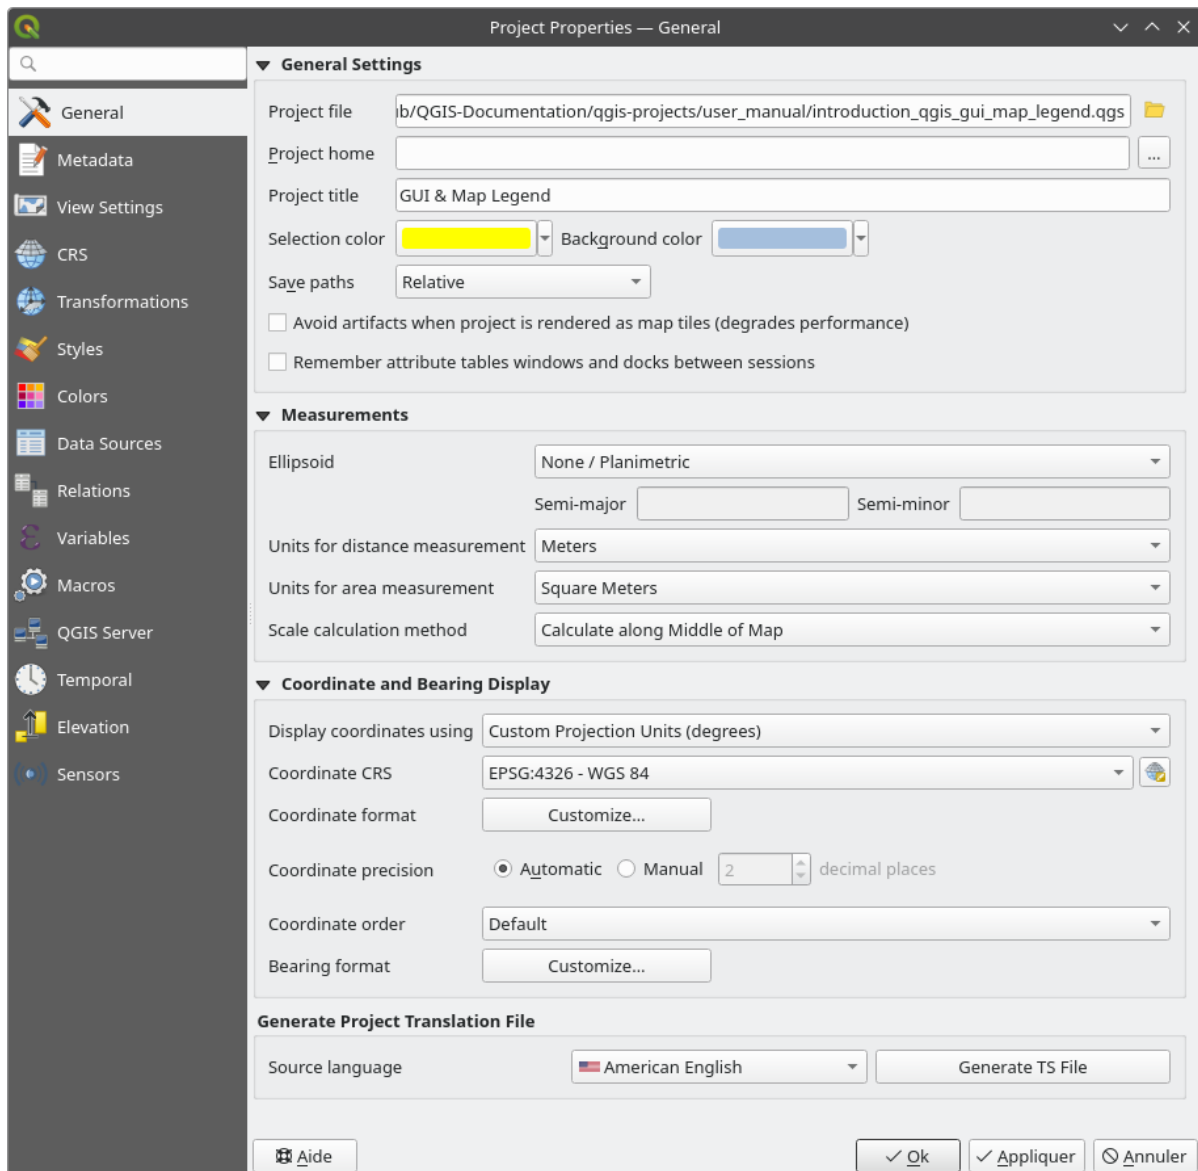 Project Properties — General
General
Metadata
View Settings
CRS
Transformations
Styles
Colors
Data Sources
Relations
Variables
Macros
QGIS Server
Temporal
Elevation
Sensors
General Settings
Project file ıb/QGIS-Documentation/qgis-projects/user_manual/introduction_qgis_gui_map_legend.qgs
Project home ...
Project title GUI & Map Legend
Selection color Background color
Save paths Relative
Avoid artifacts when project is rendered as map tiles (degrades performance)
Remember attribute tables windows and docks between sessions
Measurements
Ellipsoid None / Planimetric
Semi-major Semi-minor
Units for distance measurement Meters
Units for area measurement Square Meters
Scale calculation method Calculate along Middle of Map
Coordinate and Bearing Display
Display coordinates using Custom Projection Units (degrees)
Coordinate CRS EPSG:4326 - WGS 84
Coordinate format Customize...
Coordinate precision Automatic Manual 2 decimal places
Coordinate order Default
Bearing format Customize...
Generate Project Translation File
Source language American English Generate TS File
Aide Ok Appliquer Annuler